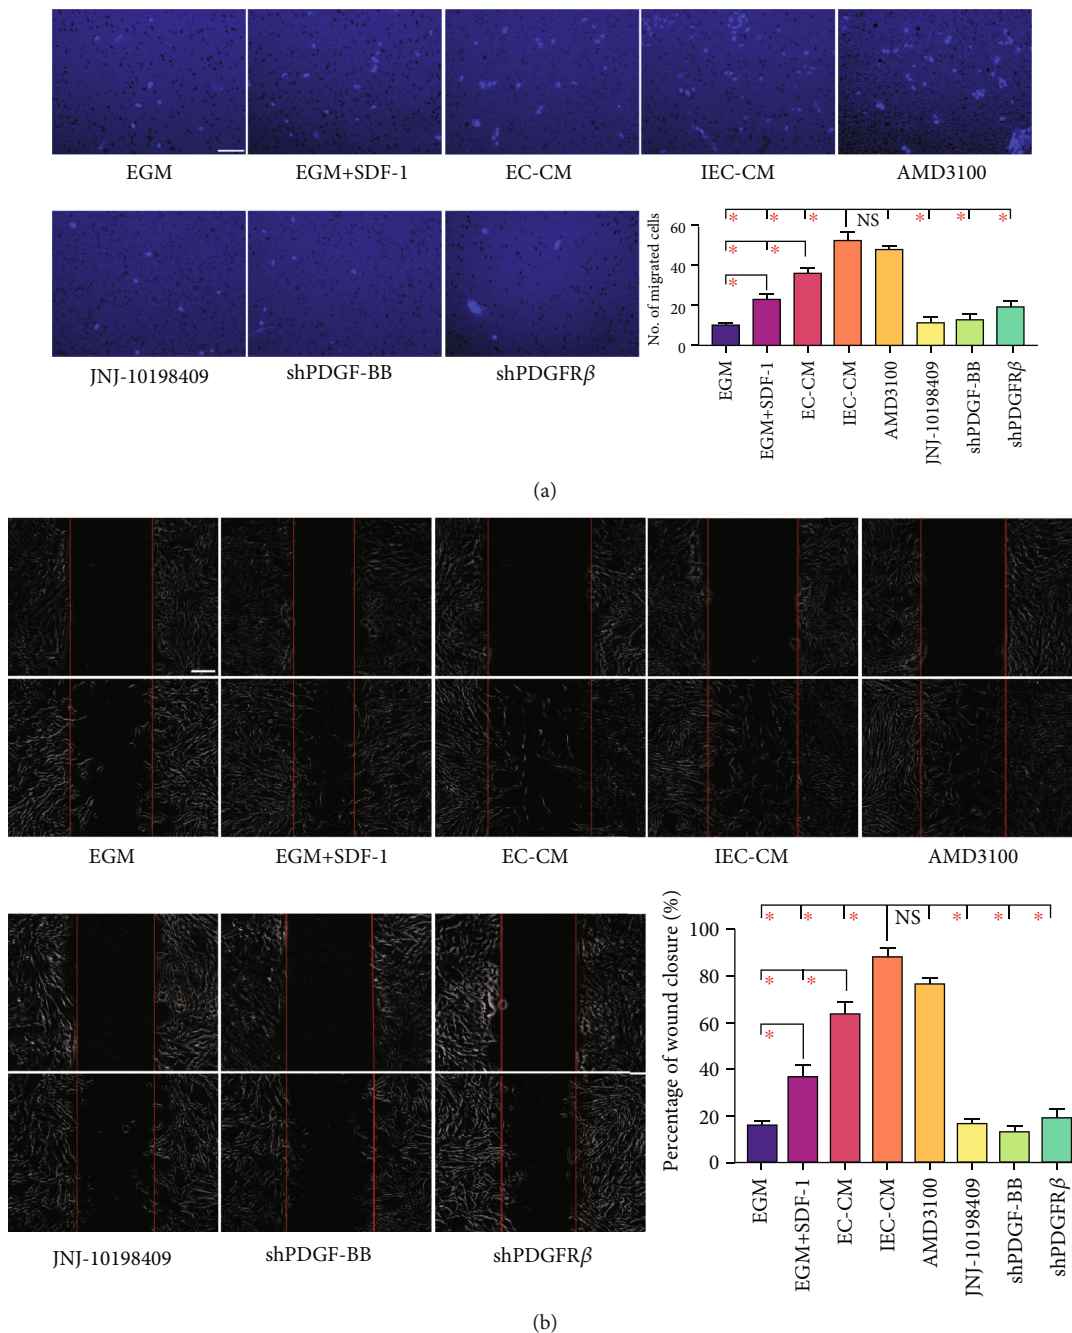 EGM
EGM+SDF-1
EC-CM
IEC-CM
AMD3100
JNJ-10198409
shPDGF-BB
shPDGFRβ
No. of migrated cells
60
40
20
0
* * * NS * * *
* *
*
EGM
EGM+SDF-1
EC-CM
IEC-CM
AMD3100
JNJ-10198409
shPDGF-BB
shPDGFRβ
(a)
EGM
EGM+SDF-1
EC-CM
IEC-CM
AMD3100
JNJ-10198409
shPDGF-BB
shPDGFRβ
Percentage of wound closure (%)
100
80
60
40
20
0
* * * NS * * *
* *
*
EGM
EGM+SDF-1
EC-CM
IEC-CM
AMD3100
JNJ-10198409
shPDGF-BB
shPDGFRβ
(b)